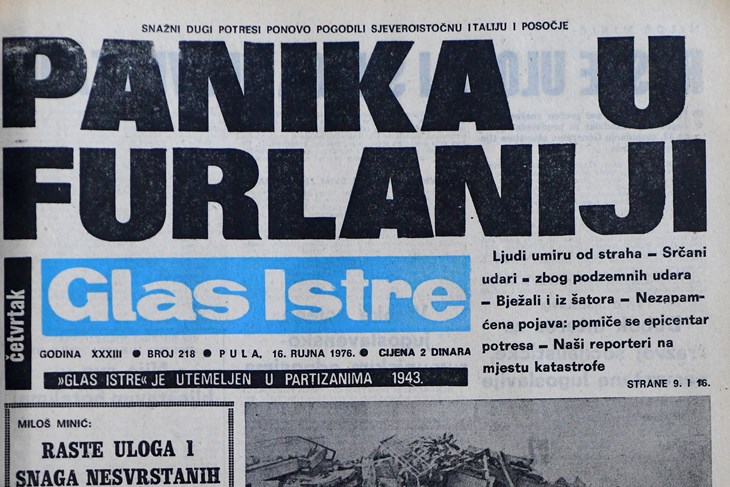 SNAŽNI DUGI POTRESI PONOVO POGODILI SJEVEROISTOČNU ITALIJU I POSOČJE
PANIKA U
FURLANIJI
četvrtak
Glas Istre
GODINA XXXIII ● BROJ 218 ● PULA, 16. RUJNA 1976. ● CIJENA 2 DINARA
»GLAS ISTRE« JE UTEMELJEN U PARTIZANIMA 1943.
Ljudi umiru od straha – Srčani
udari – zbog podzemnih udara
– Bježali i iz šatora – Nezapam-
ćena pojava: pomiče se epicentar
potresa – Naši reporteri na
mjestu katastrofe
STRANE 9. I 16.
MILOŠ MINIĆ:
RASTE ULOGA I
SNAGA NESVRSTANIH